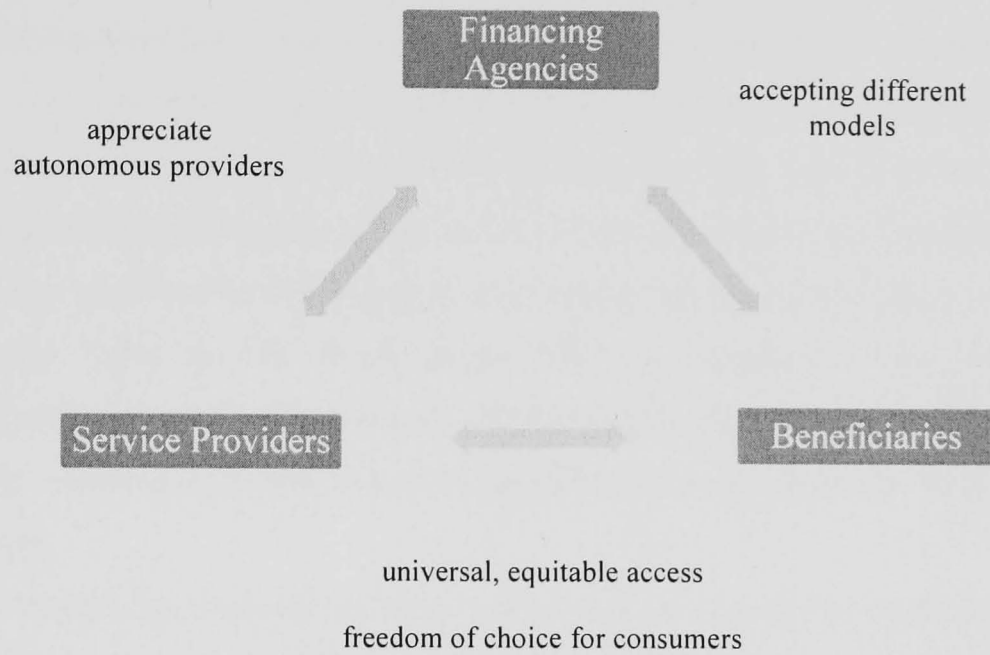 Financing
Agencies
accepting different
models
appreciate
autonomous providers
Service Providers
Beneficiaries
universal, equitable access
freedom of choice for consumers